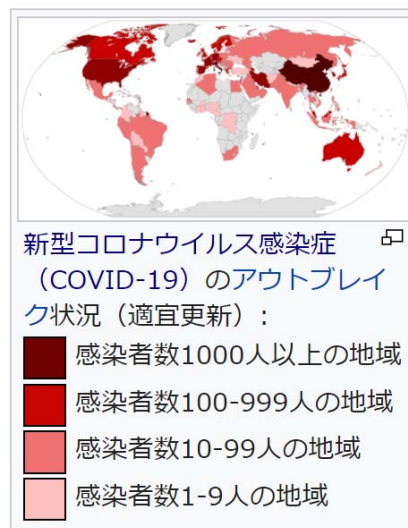 新型コロナウイルス感染症
（COVID-19）のアウトブレイ
ク状況（適宜更新）:
感染者数1000人以上の地域
感染者数100-999人の地域
感染者数10-99人の地域
感染者数1-9人の地域